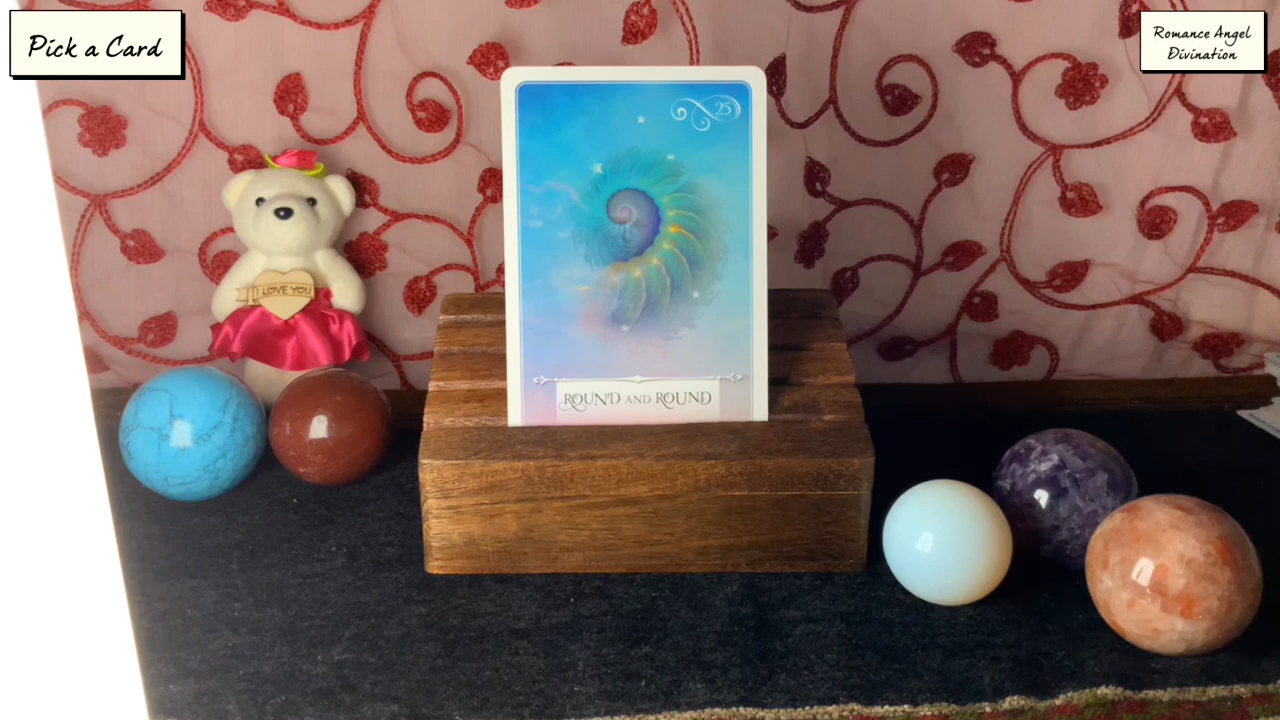 Pick a Card
Romance Angel
Divination
25
I LOVE YOU
ROUND AND ROUND